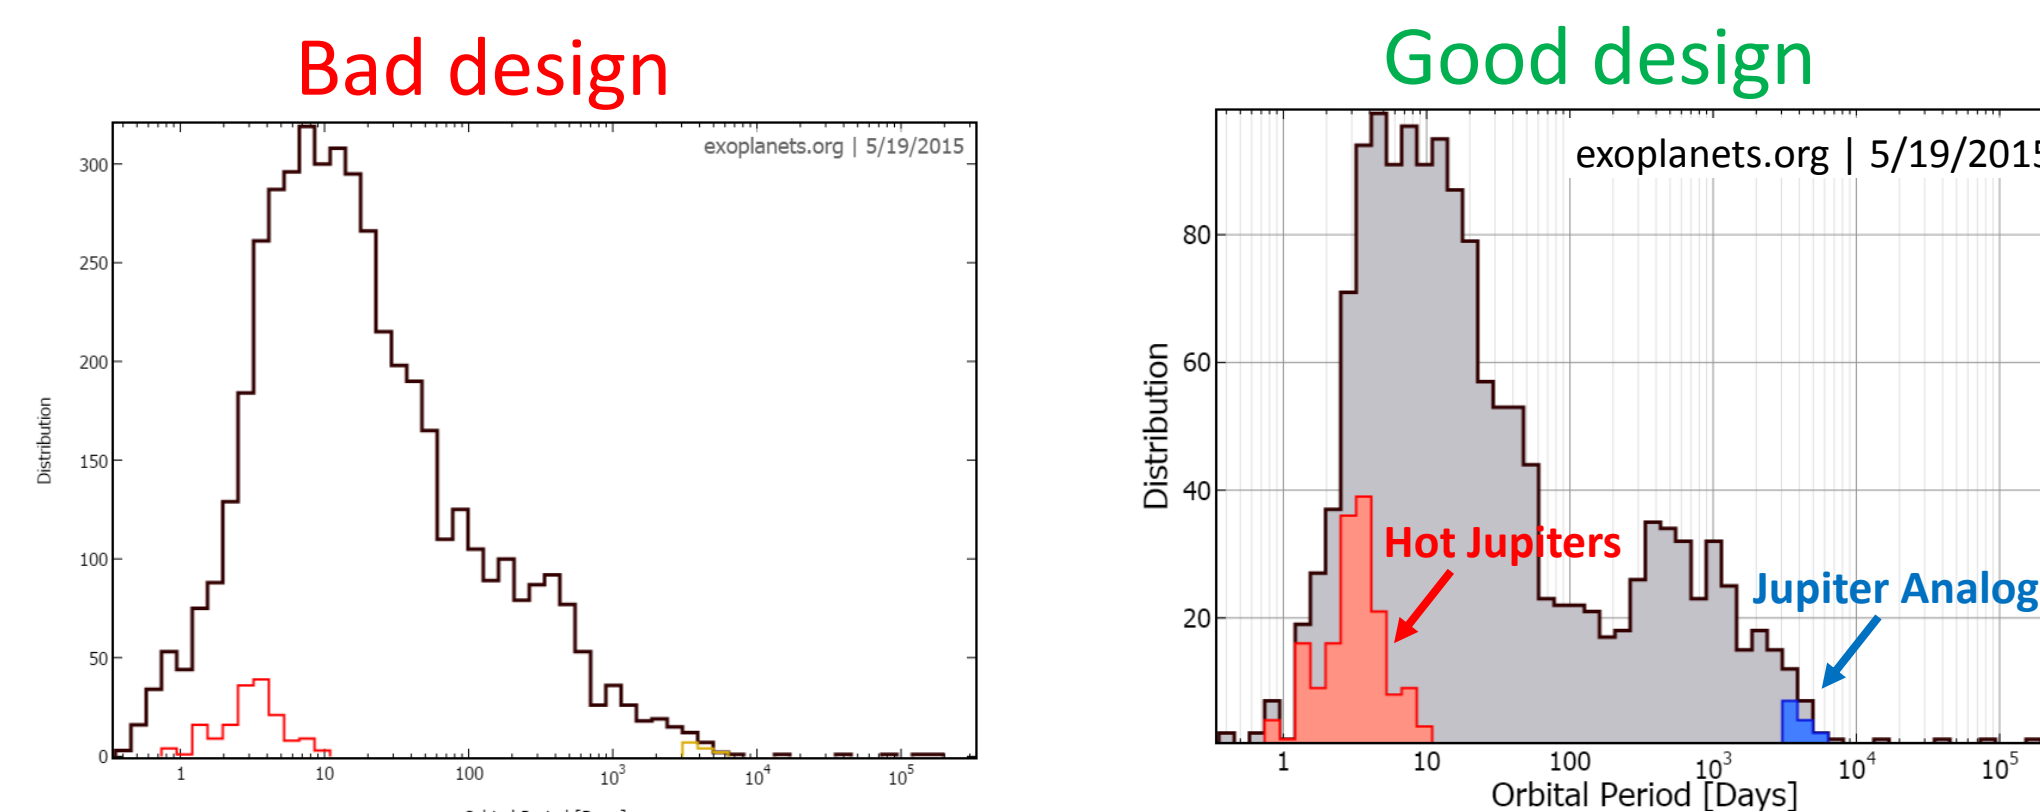 Bad design
exoplanets.org | 5/19/2015
300
250
200
150
100
50
0
Distribution
1
10
100
10³
10⁴
10⁵
Good design
exoplanets.org | 5/19/201
80
60
40
20
Distribution
Hot Jupiters
Jupiter Analog
1
10
100
10³
10⁴
10⁵
Orbital Period [Days]